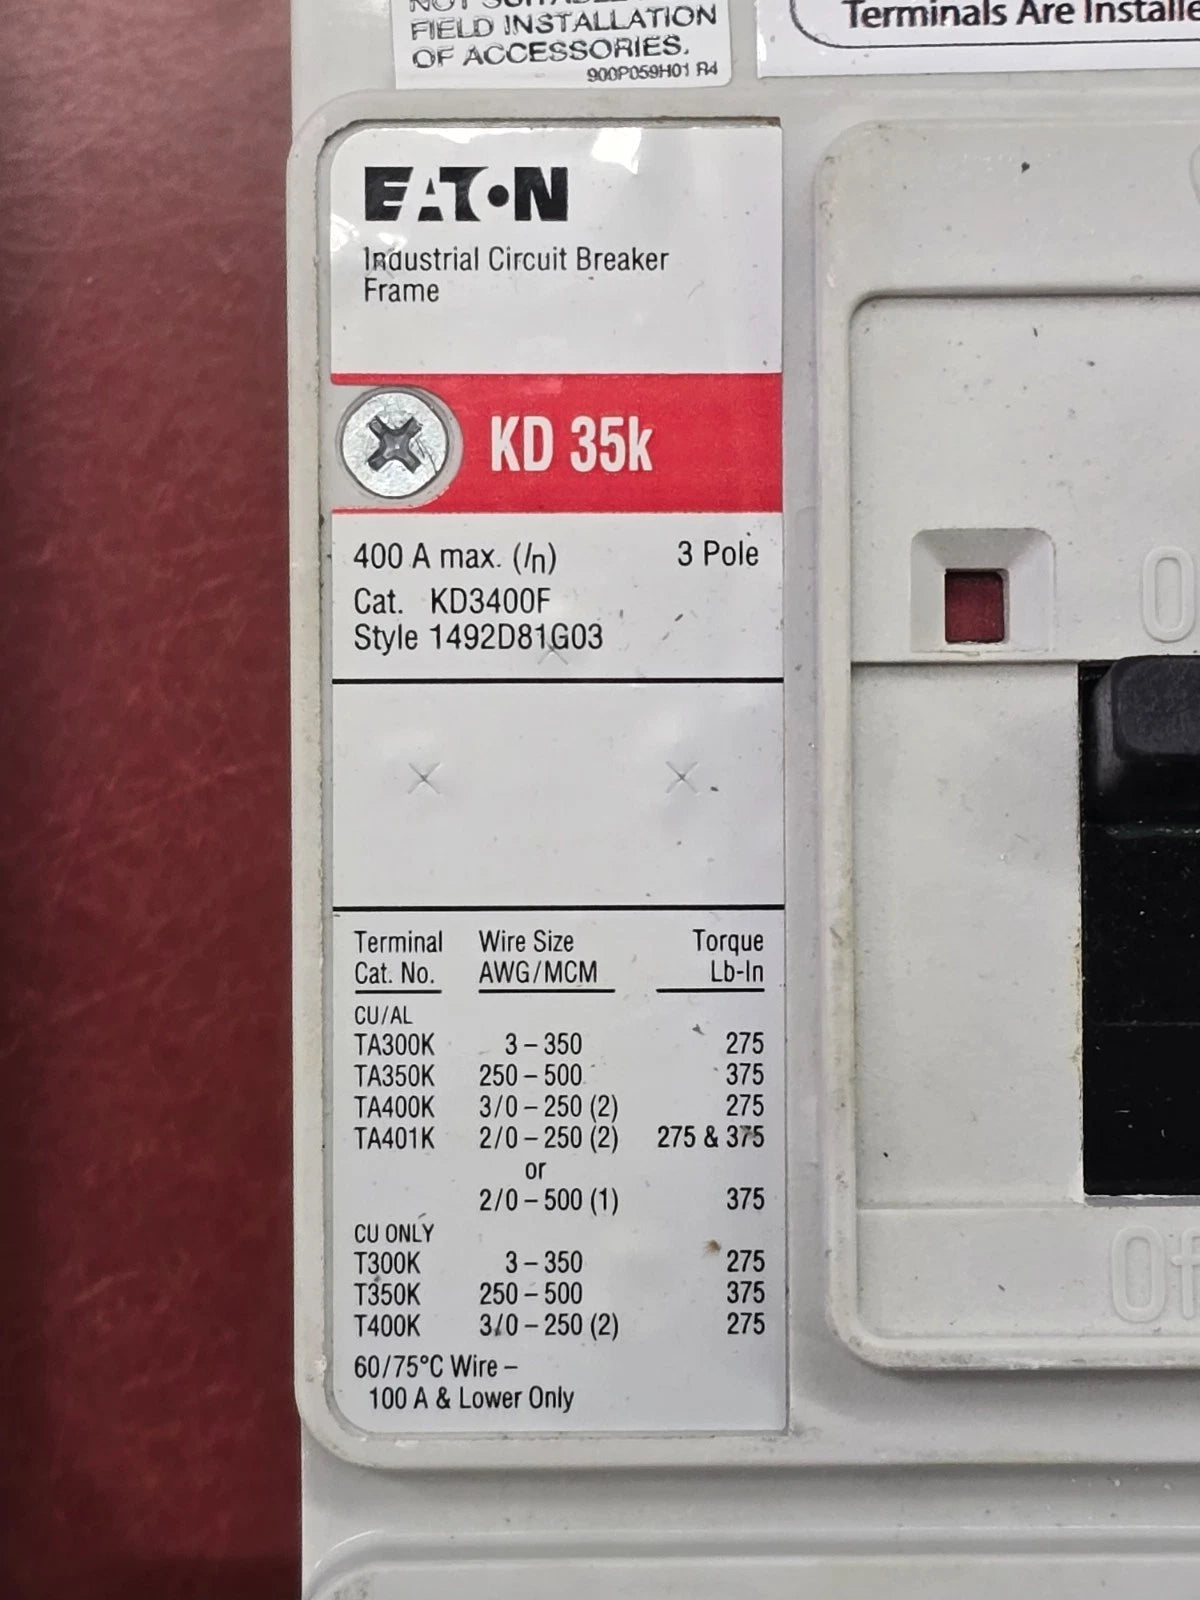 FIELD INSTALLATION
OF ACCESSORIES.
900P059H01 R4
Terminals Are
EATON
Industrial Circuit Breaker
Frame
KD 35k
400 A max. (In) 3 Pole
Cat. KD3400F
Style 1492D81G03
Terminal Wire Size Torque
Cat. No. AWG/MCM Lb-In
CU/AL
TA300K 3 – 350 275
TA350K 250 – 500 375
TA400K 3/0 – 250 (2) 275
TA401K 2/0 – 250 (2) 275 & 375
or
2/0 – 500 (1) 375
CU ONLY
T300K 3 – 350 275
T350K 250 – 500 375
T400K 3/0 – 250 (2) 275
60/75°C Wire –
100 A & Lower Only